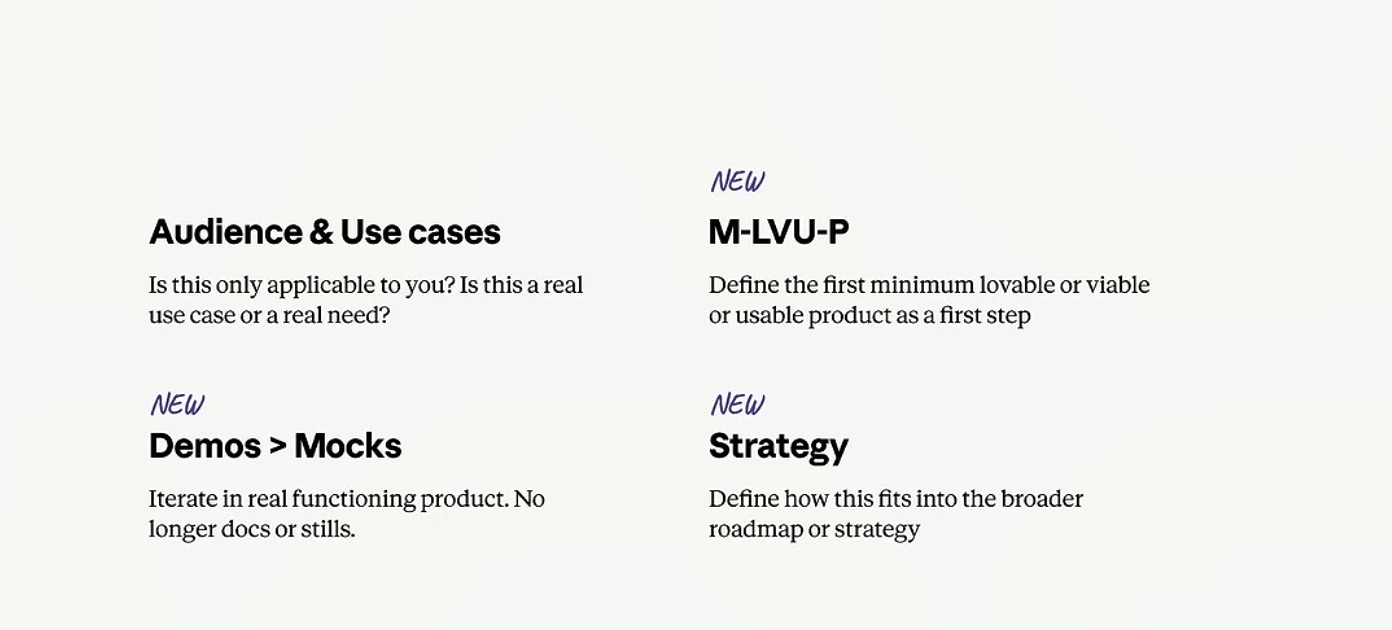 Audience & Use cases
Is this only applicable to you? Is this a real
use case or a real need?
NEW
M-LVU-P
Define the first minimum lovable or viable
or usable product as a first step
NEW
Demos > Mocks
Iterate in real functioning product. No
longer docs or stills.
NEW
Strategy
Define how this fits into the broader
roadmap or strategy